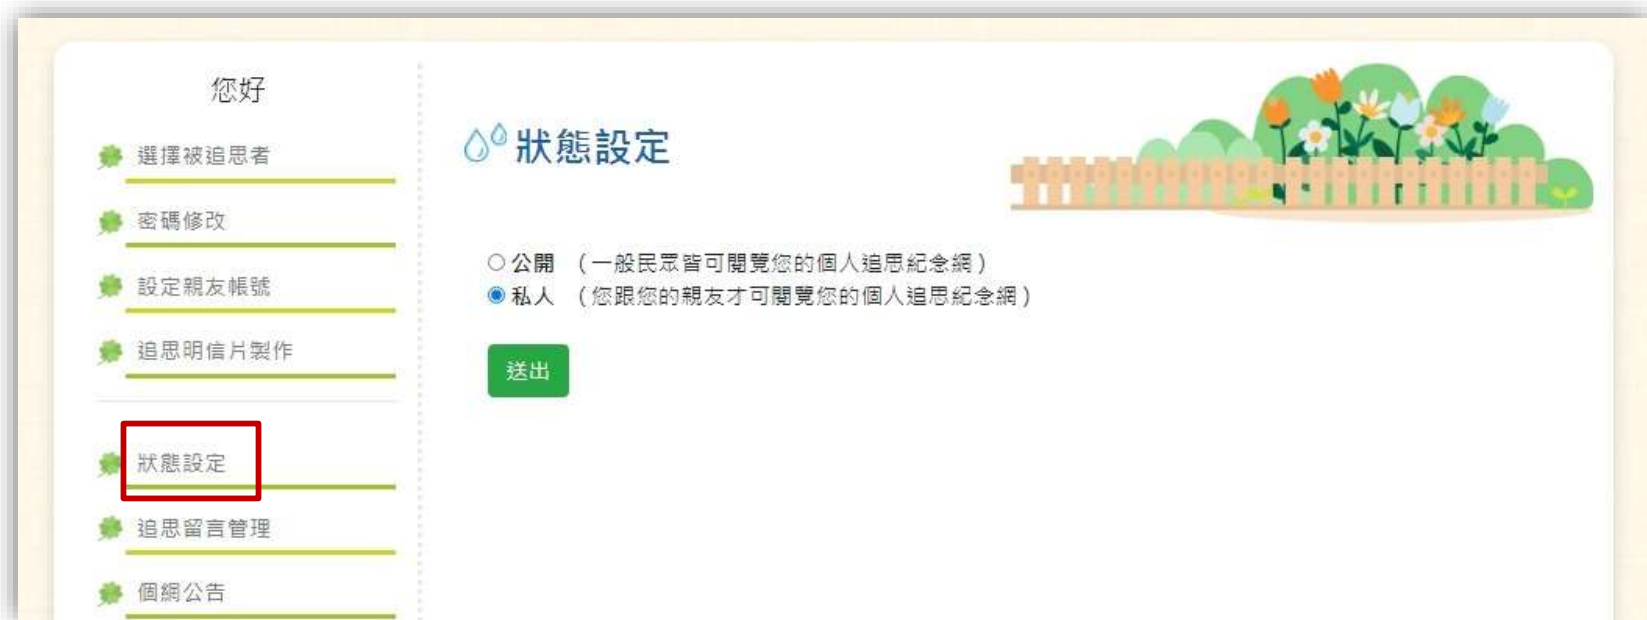 您好
選擇被追思者
密碼修改
設定親友帳號
追思明信片製作
狀態設定
追思留言管理
個網公告
狀態設定
公開 (一般民眾皆可閱覽您的個人追思紀念網)
私人 (您跟您的親友才可閱覽您的個人追思紀念網)
送出